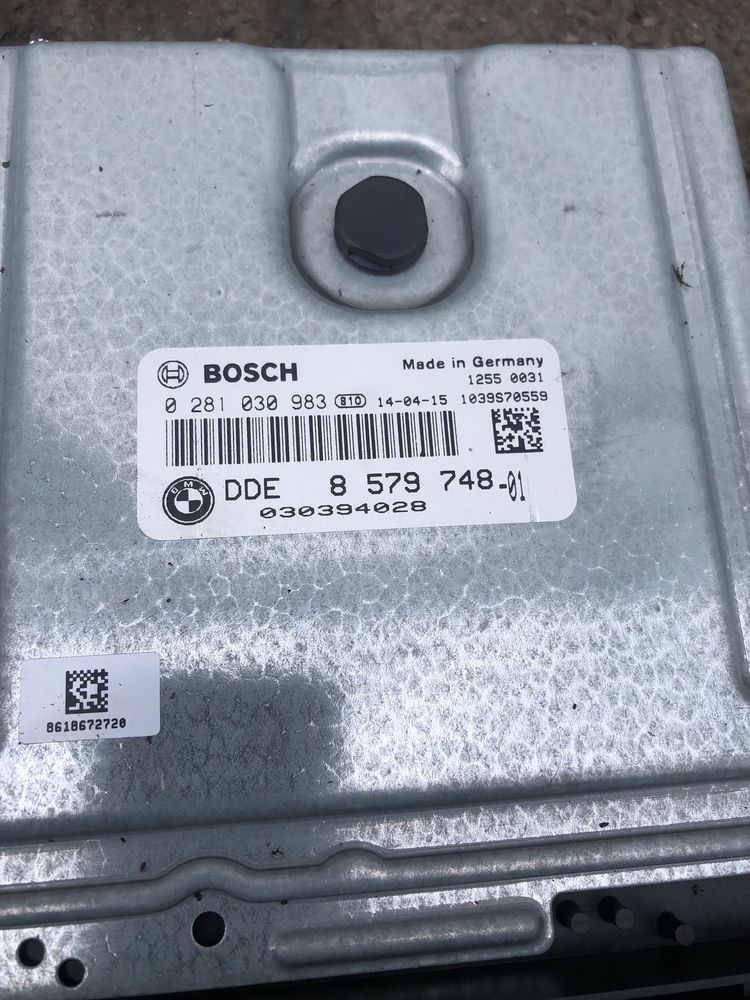 BOSCH
Made in Germany
1255 0031
0 281 030 983 810 14-04-15 1039S70559
BMW
DDE 8 579 748-01
030394028
8618672720